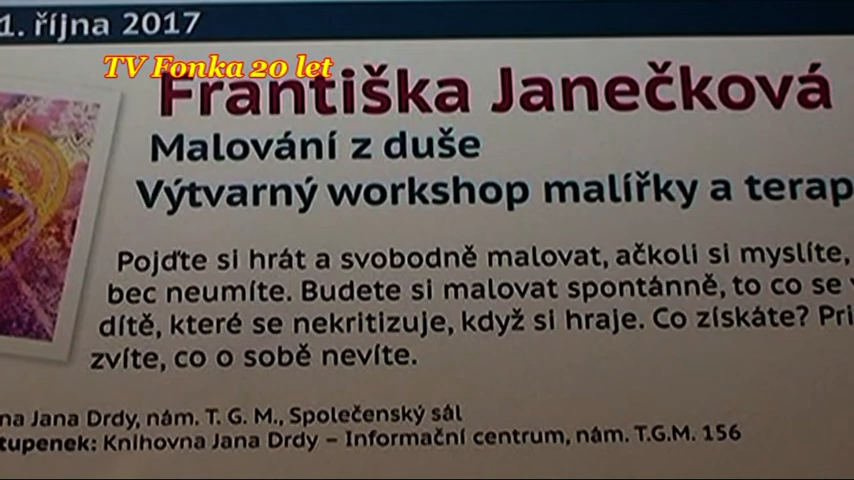 1. října 2017
TV Fonka 20 let
Františka Janečková
Malování z duše
Výtvarný workshop malířky a terap
Pojďte si hrát a svobodně malovat, ačkoli si myslíte,
bec neumíte. Budete si malovat spontánně, to co se
dítě, které se nekritizuje, když si hraje. Co získáte? Pri
zvíte, co o sobě nevíte.
na Jana Drdy, nám. T. G. M., Společenský sál
tupenek: Knihovna Jana Drdy – Informační centrum, nám. T.G.M. 156